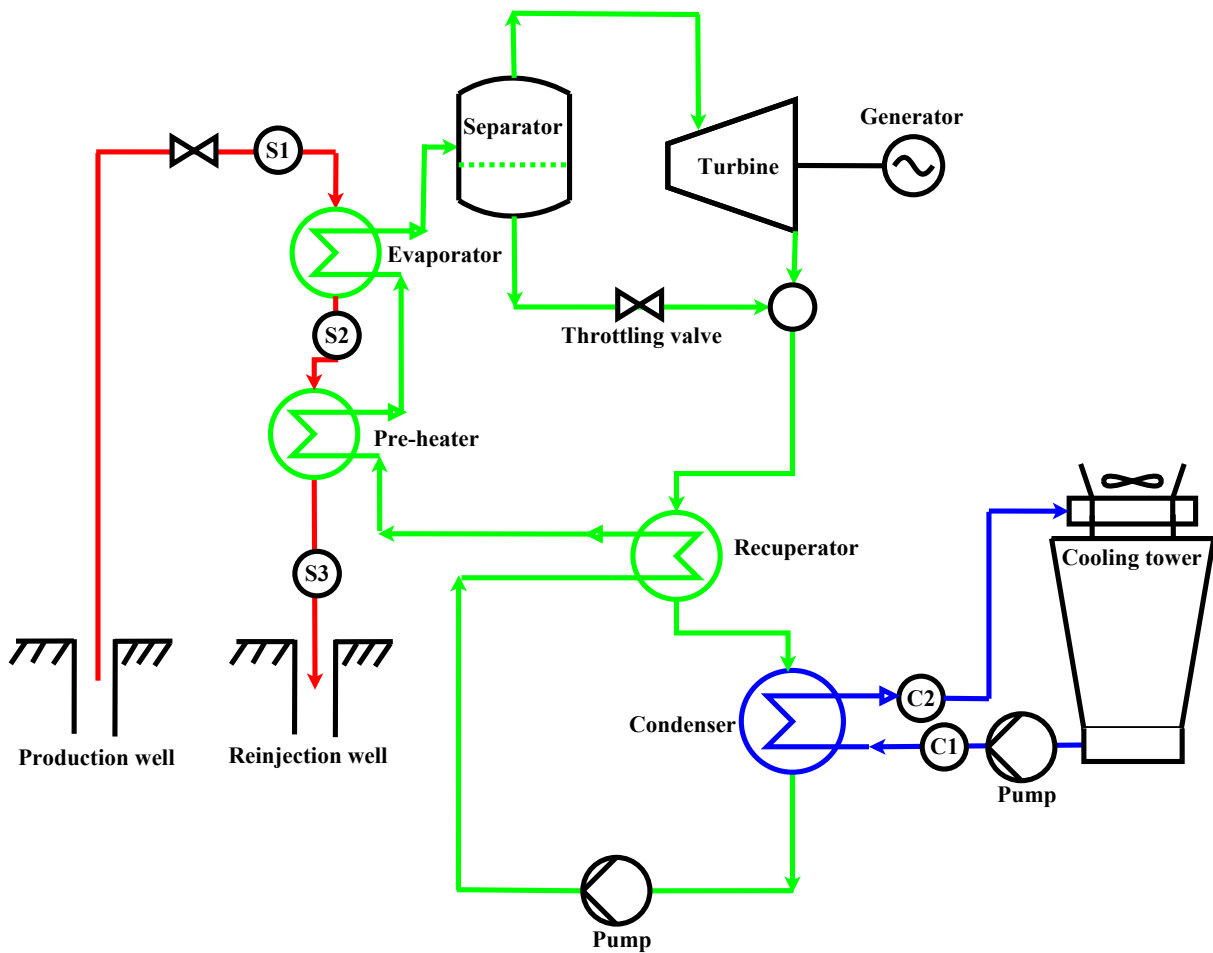 Separator
Generator
S1
Turbine
Evaporator
S2
Throttling valve
Pre-heater
Recuperator
Cooling tower
S3
C2
Condenser
C1
Production well
Reinjection well
Pump
Pump